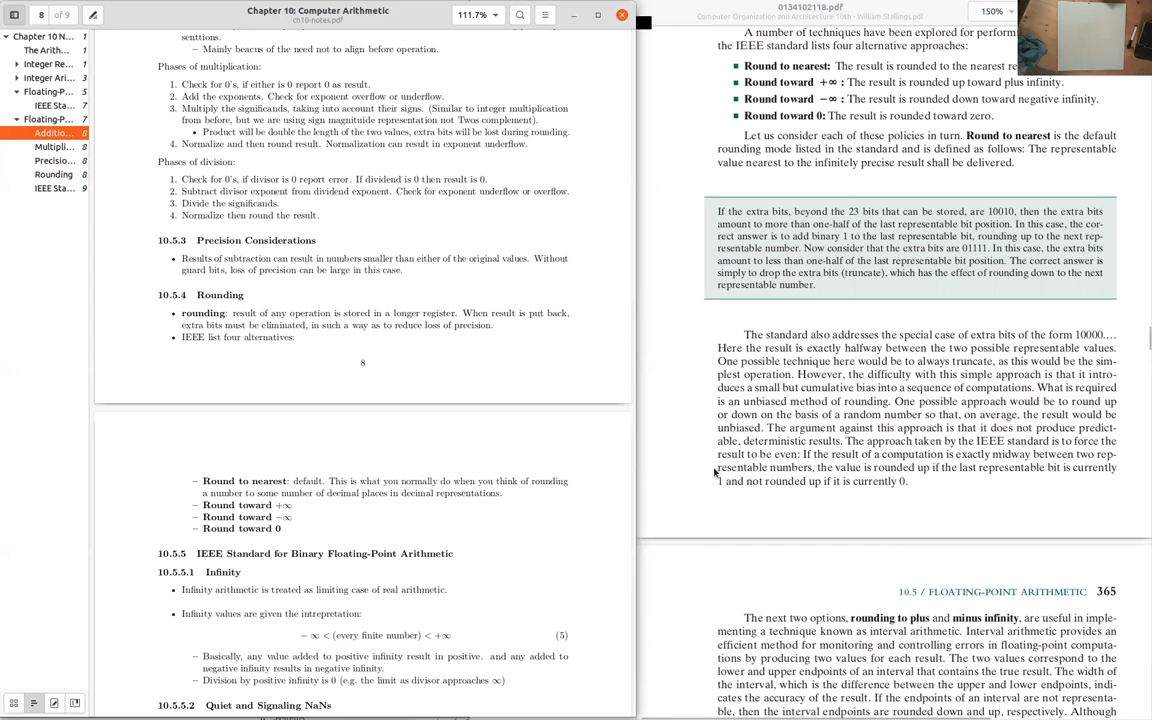 8 of 9
Chapter 10: Computer Arithmetic
ch10-notes.pdf
111.7%
0134102118.pdf
Computer Organization and Architecture 10th - William Stallings.pdf
150%
Chapter 10 N... 1
The Arith... 1
Integer Re... 1
Integer Ari... 3
Floating-P... 5
IEEE Sta... 7
Floating-P... 7
Additio... 8
Multipli... 8
Precisio... 8
Rounding 8
IEEE Sta... 9
senttions.
– Mainly beacus of the need not to align before operation.
Phases of multiplication:
1. Check for 0's, if either is 0 report 0 as result.
2. Add the exponents. Check for exponent overflow or underflow.
3. Multiply the significands, taking into account their signs. (Similar to integer multiplication
from before, but we are using sign magnituide representation not Twos complement).
• Product will be double the length of the two values, extra bits will be lost during rounding.
4. Normalize and then round result. Normalization can result in exponent underflow.
Phases of division:
1. Check for 0's, if divisor is 0 report error. If dividend is 0 then result is 0.
2. Subtract divisor exponent from dividend exponent. Check for exponent underflow or overflow.
3. Divide the significands.
4. Normalize then round the result.
10.5.3 Precision Considerations
• Results of subtraction can result in numbers smaller than either of the original values. Without
guard bits, loss of precision can be large in this case.
10.5.4 Rounding
• rounding: result of any operation is stored in a longer register. When result is put back,
extra bits must be eliminated, in such a way as to reduce loss of precision.
• IEEE list four alternatives:
8
– Round to nearest: default. This is what you normally do when you think of rounding
a number to some number of decimal places in decimal representations.
– Round toward +∞
– Round toward −∞
– Round toward 0
10.5.5 IEEE Standard for Binary Floating-Point Arithmetic
10.5.5.1 Infinity
• Infinity arithmetic is treated as limiting case of real arithmetic.
• Infinity values are given the intrepretation:
− ∞ < (every finite number) < +∞ (5)
– Basically, any value added to positive infinity result in positive. and any added to
negative infinity results in negative infinity.
– Division by positive infinity is 0 (e.g. the limit as divisor approaches ∞)
10.5.5.2 Quiet and Signaling NaNs
A number of techniques have been explored for perform
the IEEE standard lists four alternative approaches:
■ Round to nearest: The result is rounded to the nearest re
■ Round toward +∞ : The result is rounded up toward plus infinity.
■ Round toward −∞ : The result is rounded down toward negative infinity.
■ Round toward 0: The result is rounded toward zero.
Let us consider each of these policies in turn. Round to nearest is the default
rounding mode listed in the standard and is defined as follows: The representable
value nearest to the infinitely precise result shall be delivered.
If the extra bits, beyond the 23 bits that can be stored, are 10010, then the extra bits
amount to more than one-half of the last representable bit position. In this case, the cor-
rect answer is to add binary 1 to the last representable bit, rounding up to the next rep-
resentable number. Now consider that the extra bits are 01111. In this case, the extra bits
amount to less than one-half of the last representable bit position. The correct answer is
simply to drop the extra bits (truncate), which has the effect of rounding down to the next
representable number.
The standard also addresses the special case of extra bits of the form 10000....
Here the result is exactly halfway between the two possible representable values.
One possible technique here would be to always truncate, as this would be the sim-
plest operation. However, the difficulty with this simple approach is that it intro-
duces a small but cumulative bias into a sequence of computations. What is required
is an unbiased method of rounding. One possible approach would be to round up
or down on the basis of a random number so that, on average, the result would be
unbiased. The argument against this approach is that it does not produce predict-
able, deterministic results. The approach taken by the IEEE standard is to force the
result to be even: If the result of a computation is exactly midway between two rep-
resentable numbers, the value is rounded up if the last representable bit is currently
1 and not rounded up if it is currently 0.
10.5 / FLOATING-POINT ARITHMETIC 365
The next two options, rounding to plus and minus infinity, are useful in imple-
menting a technique known as interval arithmetic. Interval arithmetic provides an
efficient method for monitoring and controlling errors in floating-point computa-
tions by producing two values for each result. The two values correspond to the
lower and upper endpoints of an interval that contains the true result. The width of
the interval, which is the difference between the upper and lower endpoints, indi-
cates the accuracy of the result. If the endpoints of an interval are not representa-
ble, then the interval endpoints are rounded down and up, respectively. Although